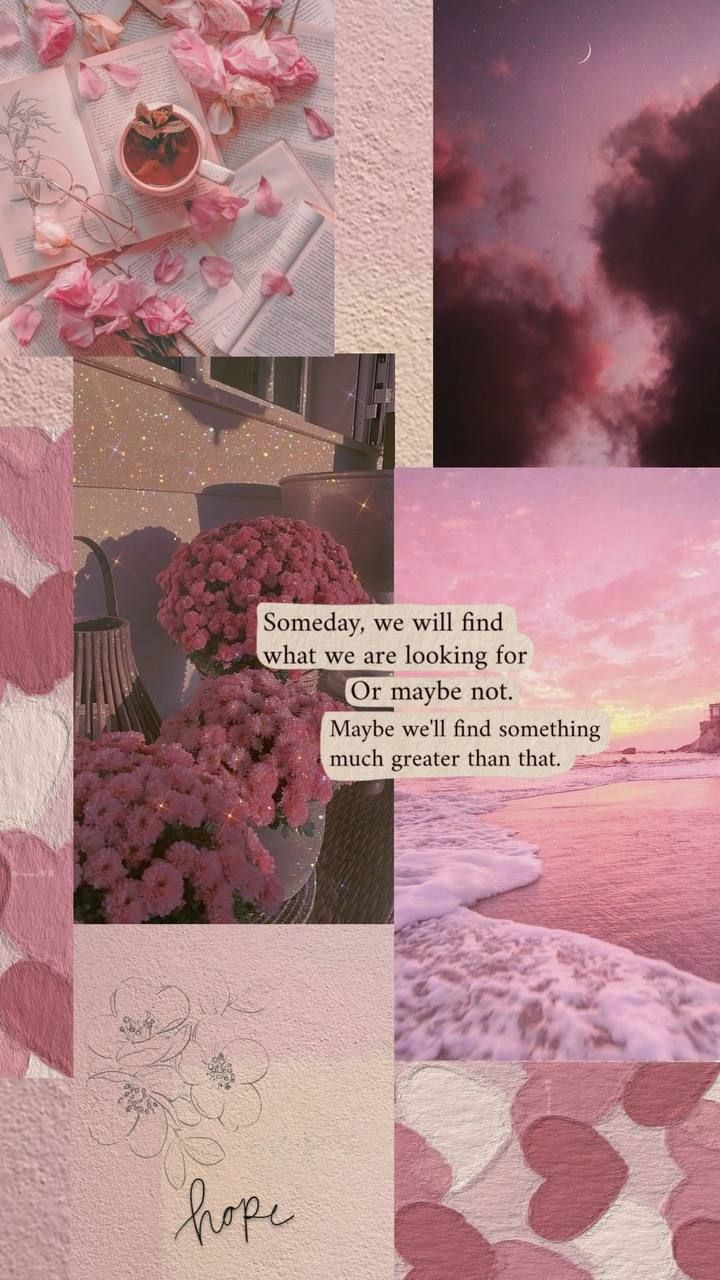 Someday, we will find
what we are looking for
Or maybe not.
Maybe we'll find something
much greater than that.
hope